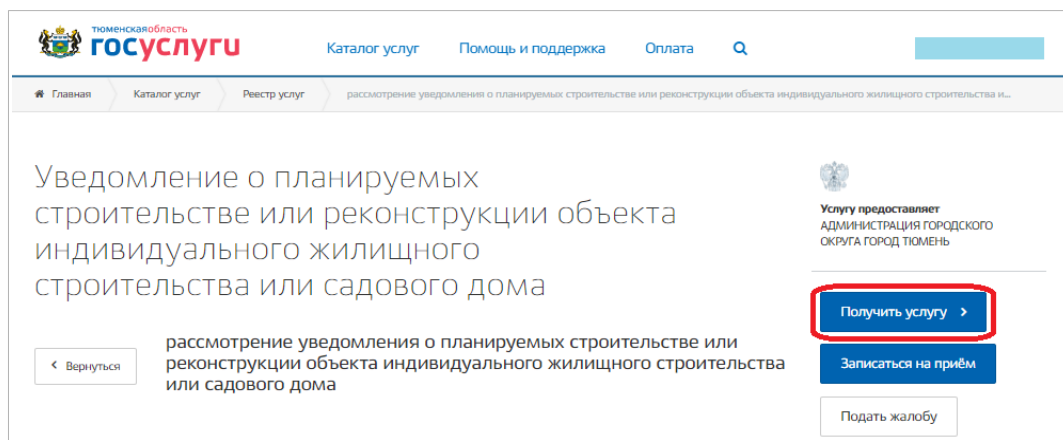 тюменскаяобласть
госуслуги
Каталог услуг Помощь и поддержка Оплата
Главная Каталог услуг Реестр услуг рассмотрение уведомления о планируемых строительстве или реконструкции объекта индивидуального жилищного строительства и...
Уведомление о планируемых
строительстве или реконструкции объекта
индивидуального жилищного
строительства или садового дома
Услугу предоставляет
АДМИНИСТРАЦИЯ ГОРОДСКОГО
ОКРУГА ГОРОД ТЮМЕНЬ
Получить услугу
Вернуться
рассмотрение уведомления о планируемых строительстве или
реконструкции объекта индивидуального жилищного строительства
или садового дома
Записаться на приём
Подать жалобу